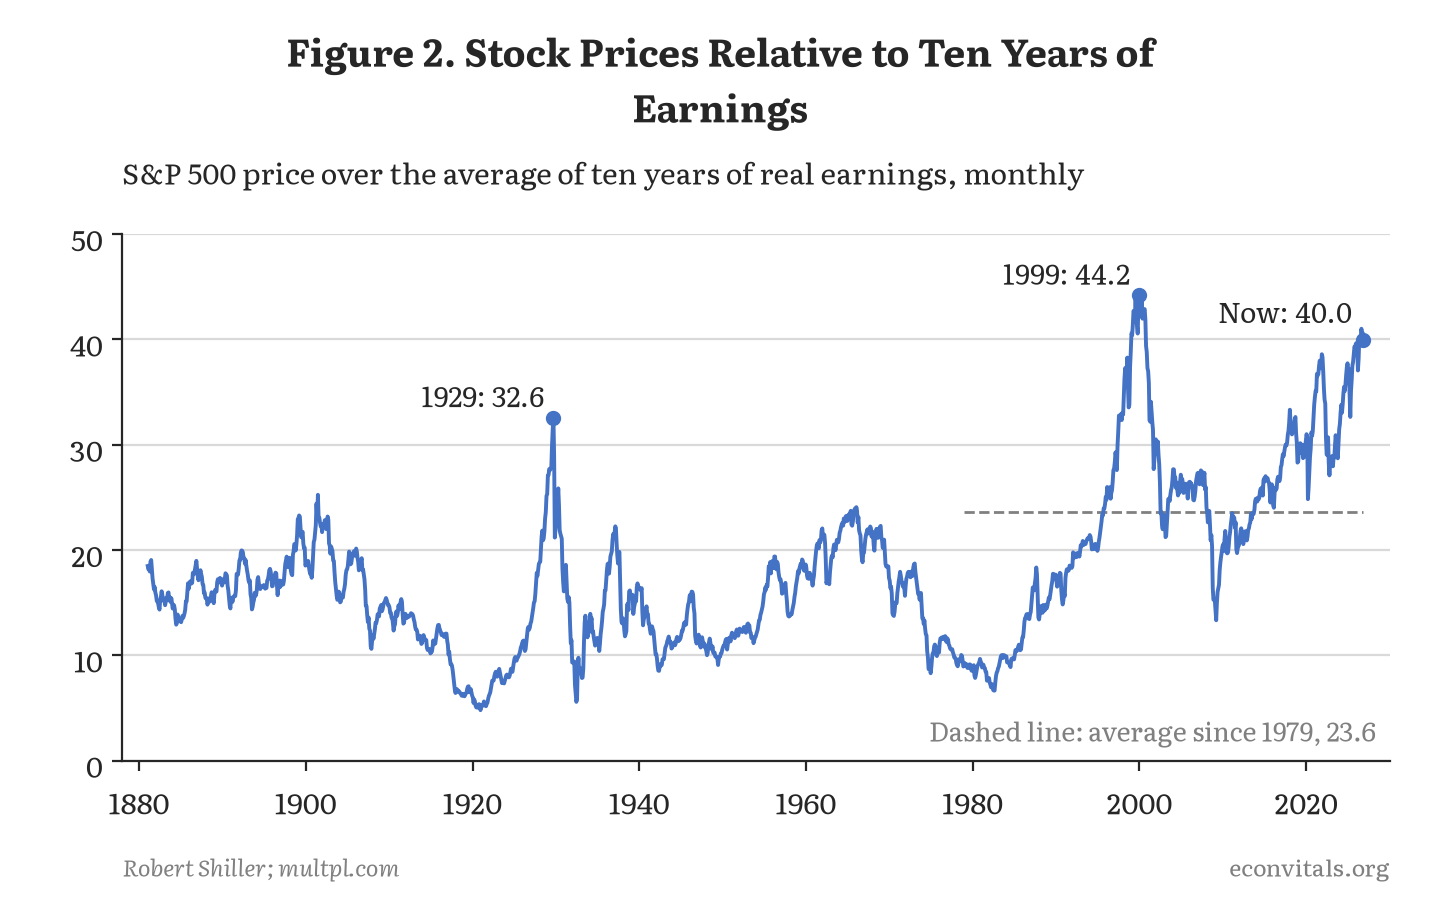 Figure 2. Stock Prices Relative to Ten Years of
Earnings
S&P 500 price over the average of ten years of real earnings, monthly
50
40
30
20
10
0
1999: 44.2
Now: 40.0
1929: 32.6
Dashed line: average since 1979, 23.6
1880 1900 1920 1940 1960 1980 2000 2020
Robert Shiller; multpl.com
econvitals.org